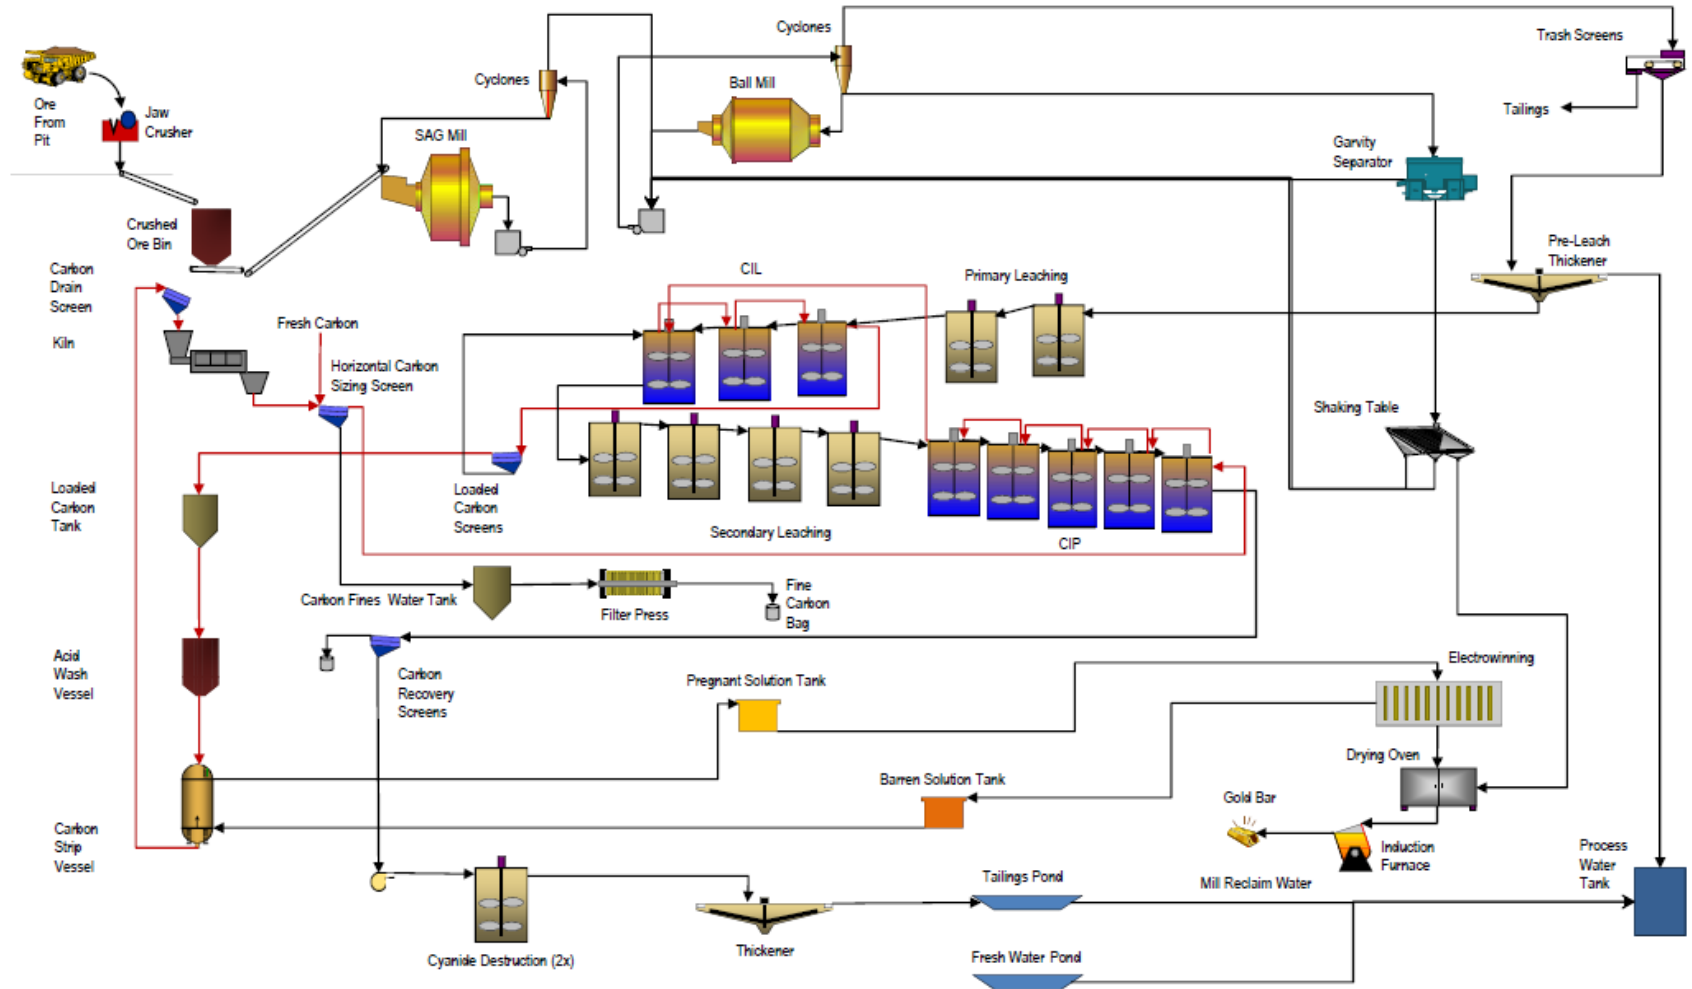 Cyclones
Trash Screens
Cyclones
Ball Mill
Ore
From
Pit
Jaw
Crusher
Tailings
SAG Mill
Garvity
Separator
Crushed
Ore Bin
Pre-Leach
Thickener
Carbon
Drain
Screen
CIL
Primary Leaching
Fresh Carbon
Kiln
Horizontal Carbon
Sizing Screen
Shaking Table
Loaded
Carbon
Tank
Loaded
Carbon
Screens
Secondary Leaching
CIP
Carbon Fines Water Tank
Filter Press
Fine
Carbon
Bag
Acid
Wash
Vessel
Carbon
Recovery
Screens
Pregnant Solution Tank
Electrowinning
Drying Oven
Barren Solution Tank
Gold Bar
Carbon
Strip
Vessel
Induction
Furnace
Process
Water
Tank
Tailings Pond
Mill Reclaim Water
Cyanide Destruction (2x)
Thickener
Fresh Water Pond